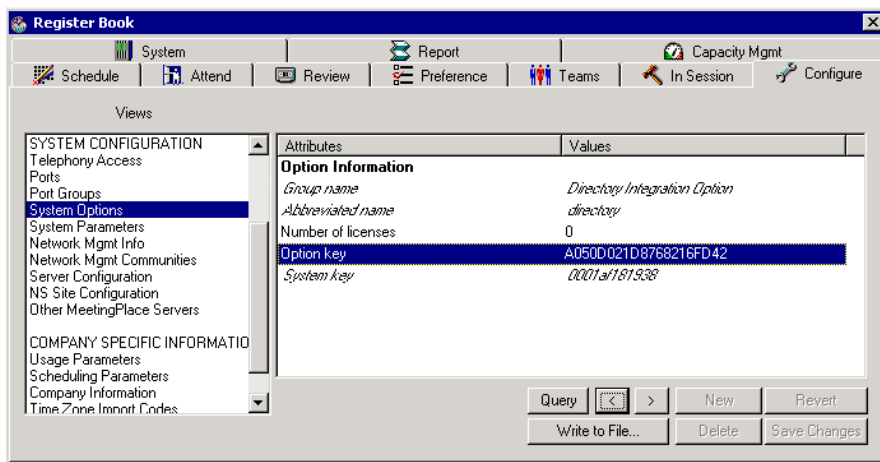 Register Book
System
Report
Capacity Mgmt
Schedule
Attend
Review
Preference
Teams
In Session
Configure
Views
SYSTEM CONFIGURATION
Telephony Access
Ports
Port Groups
System Options
System Parameters
Network Mgmt Info
Network Mgmt Communities
Server Configuration
NS Site Configuration
Other MeetingPlace Servers
COMPANY SPECIFIC INFORMATIO
Usage Parameters
Scheduling Parameters
Company Information
Time Zone Import Codes
Attributes Values
Option Information
Group name Directory Integration Option
Abbreviated name directory
Number of licenses 0
Option key A050D021D8768216FD42
System key 0001af181938
Query < > New Revert
Write to File... Delete Save Changes